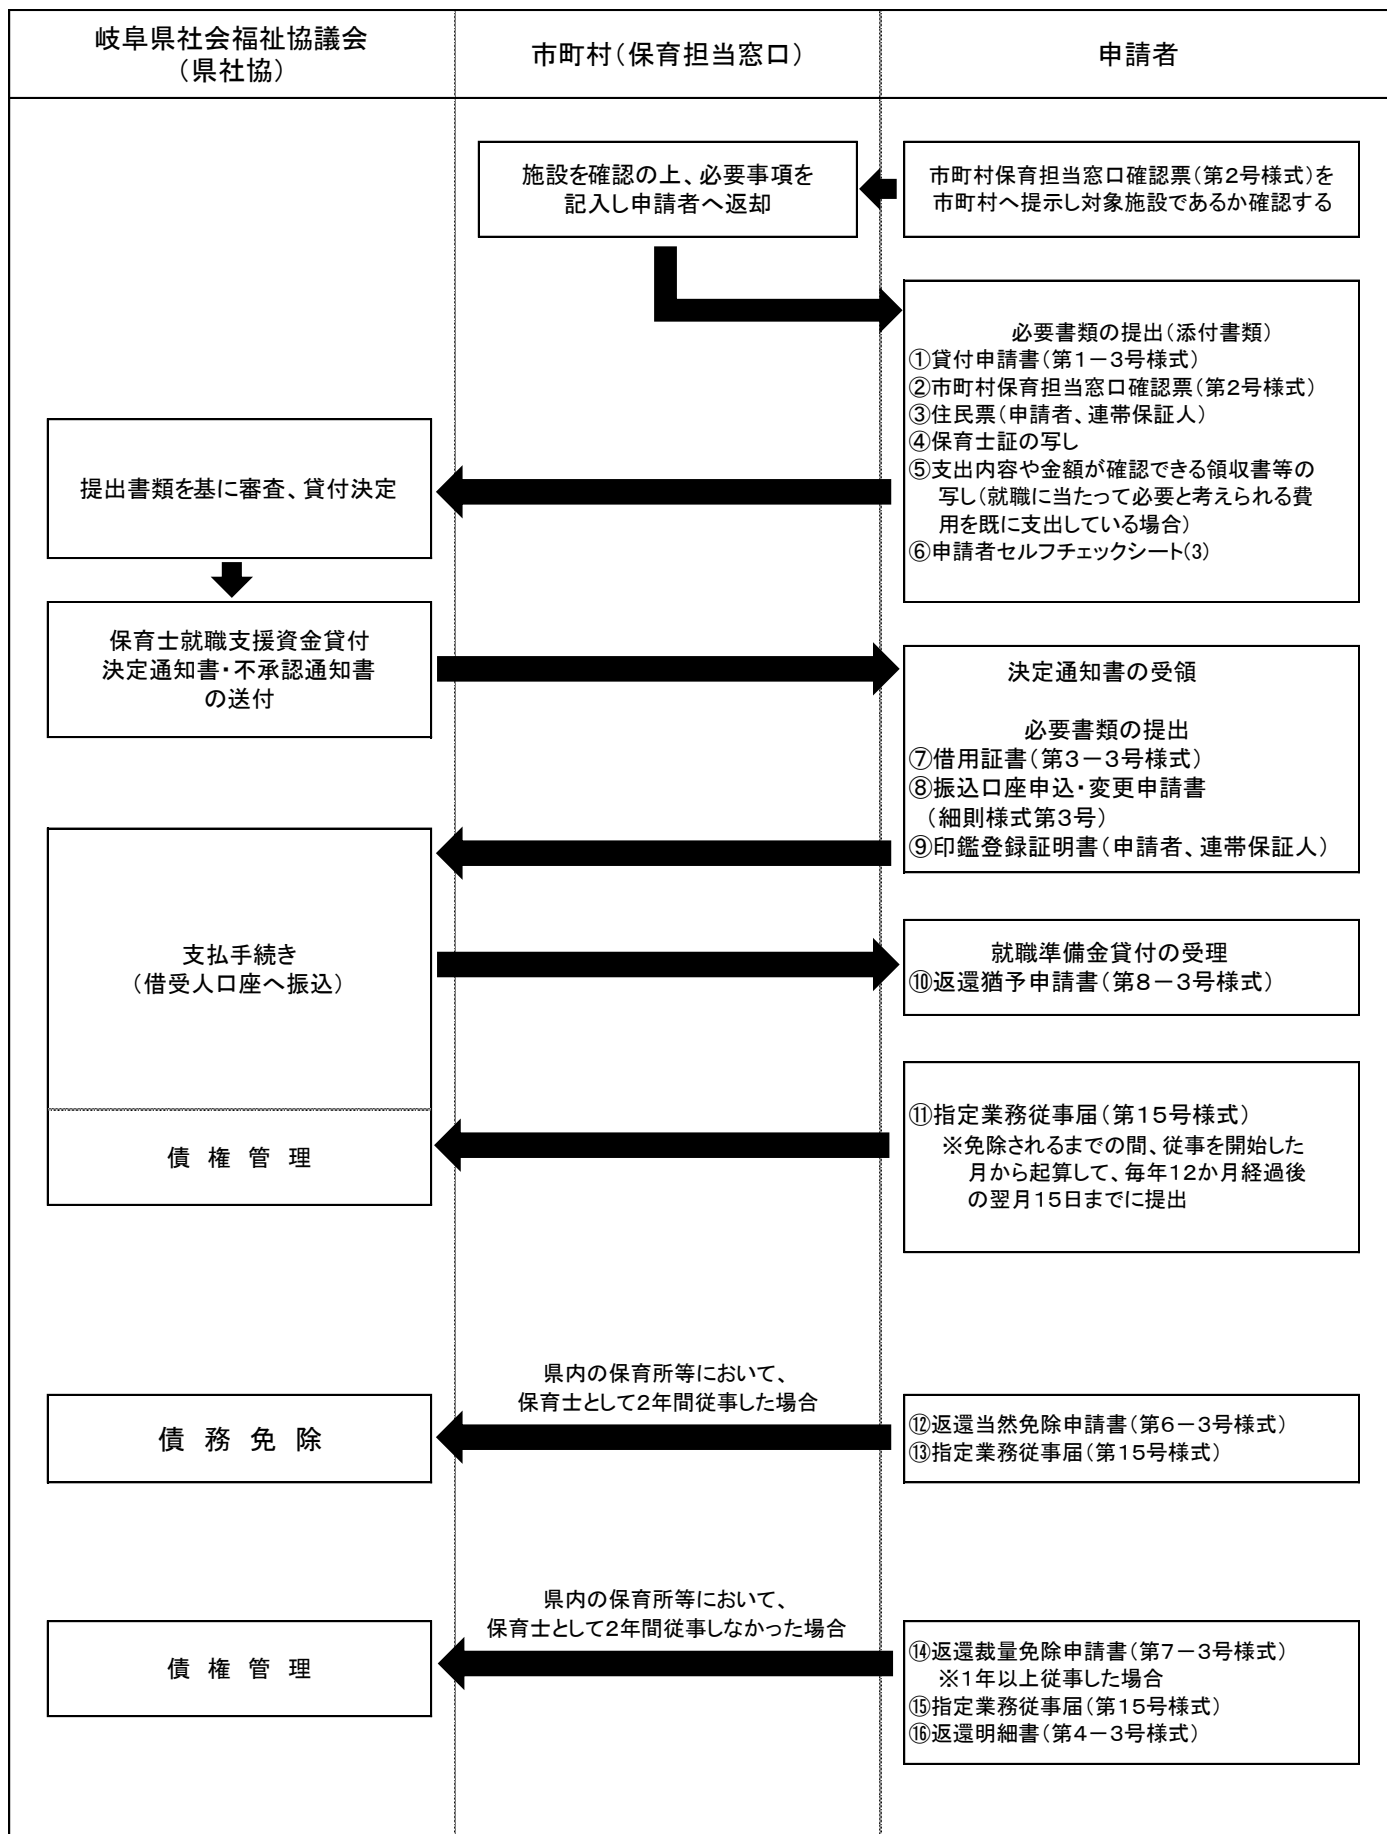 岐阜県社会福祉協議会
（県社協）
市町村（保育担当窓口）
申請者
施設を確認の上、必要事項を
記入し申請者へ返却
市町村保育担当窓口確認票（第２号様式）を
市町村へ提示し対象施設であるか確認する
必要書類の提出（添付書類）
①貸付申請書（第１－３号様式）
②市町村保育担当窓口確認票（第２号様式）
③住民票（申請者、連帯保証人）
④保育士証の写し
⑤支出内容や金額が確認できる領収書等の
写し（就職に当たって必要と考えられる費
用を既に支出している場合）
⑥申請者セルフチェックシート(3)
提出書類を基に審査、貸付決定
保育士就職支援資金貸付
決定通知書・不承認通知書
の送付
決定通知書の受領
必要書類の提出
⑦借用証書（第３－３号様式）
⑧振込口座申込・変更申請書
（細則様式第３号）
⑨印鑑登録証明書（申請者、連帯保証人）
支払手続き
（借受人口座へ振込）
就職準備金貸付の受理
⑩返還猶予申請書（第８－３号様式）
債 権 管 理
⑪指定業務従事届（第１５号様式）
※免除されるまでの間、従事を開始した
月から起算して、毎年１２か月経過後
の翌月１５日までに提出
県内の保育所等において、
保育士として２年間従事した場合
債 務 免 除
⑫返還当然免除申請書（第６－３号様式）
⑬指定業務従事届（第１５号様式）
県内の保育所等において、
保育士として２年間従事しなかった場合
債 権 管 理
⑭返還裁量免除申請書（第７－３号様式）
※１年以上従事した場合
⑮指定業務従事届（第１５号様式）
⑯返還明細書（第４－３号様式）